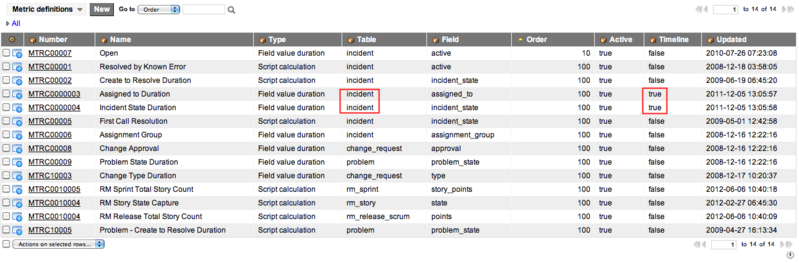 Metric definitions New Go to Order 1 to 14 of 14
All
Number Name Type Table Field Order Active Timeline Updated
MTRC00007 Open Field value duration incident active 10 true false 2010-07-26 07:23:08
MTRC00001 Resolved by Known Error Script calculation incident active 100 true false 2008-12-18 03:58:05
MTRC00002 Create to Resolve Duration Script calculation incident incident_state 100 true false 2009-06-19 06:45:20
MTRC0000003 Assigned to Duration Field value duration incident assigned_to 100 true true 2011-12-05 13:05:57
MTRC0000004 Incident State Duration Field value duration incident incident_state 100 true true 2011-12-05 13:05:58
MTRC00005 First Call Resolution Script calculation incident incident_state 100 true false 2009-05-01 12:42:58
MTRC00006 Assignment Group Field value duration incident assignment_group 100 true false 2008-12-16 12:22:16
MTRC00008 Change Approval Field value duration change_request approval 100 true false 2008-12-16 12:22:16
MTRC00009 Problem State Duration Field value duration problem problem_state 100 true false 2008-12-16 12:22:16
MTRC10003 Change Type Duration Field value duration change_request type 100 true false 2008-12-17 10:20:37
MTRC0010005 RM Sprint Total Story Count Script calculation rm_sprint story_points 100 true false 2012-06-06 10:40:18
MTRC0010004 RM Story State Capture Script calculation rm_story state 100 true false 2012-02-27 06:45:30
MTRC0010004 RM Release Total Story Count Script calculation rm_release_scrum points 100 true false 2012-06-06 10:40:09
MTRC10005 Problem - Create to Resolve Duration Script calculation problem problem_state 100 true false 2009-04-27 16:13:34
Actions on selected rows... 1 to 14 of 14